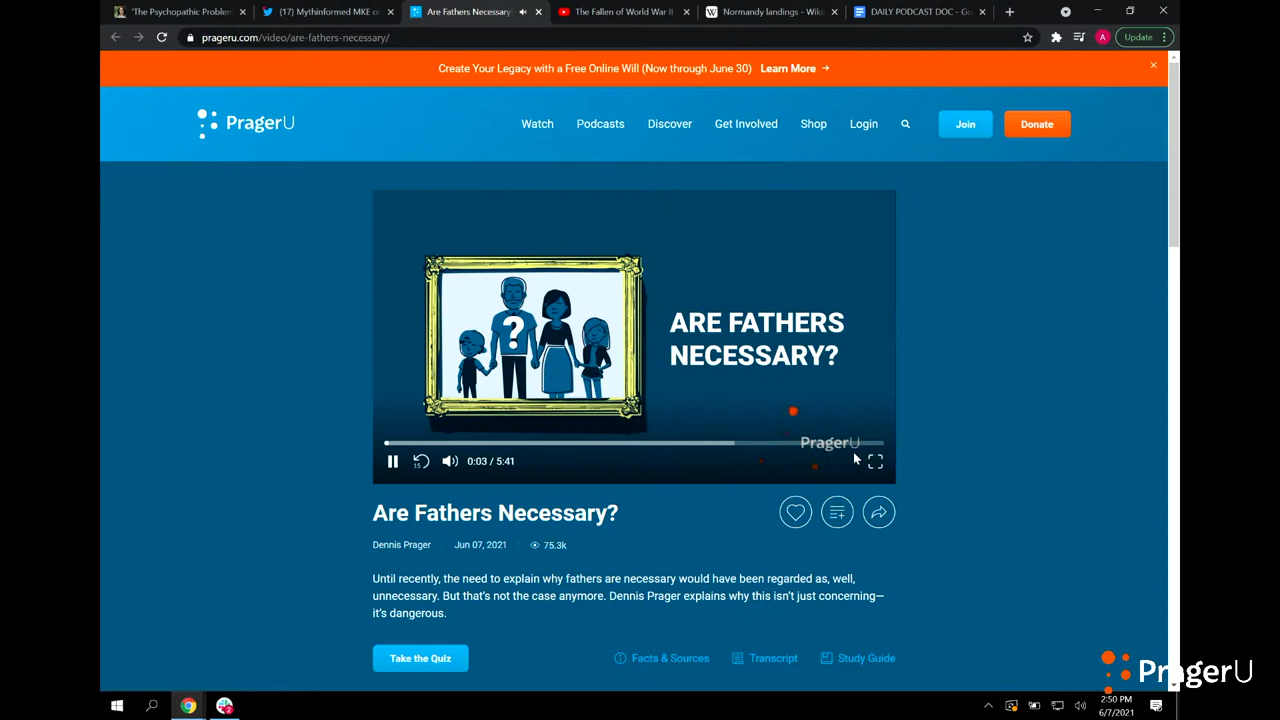 'The Psychopathic Problem
(17) Mythinformed MKE on
Are Fathers Necessary?
The Fallen of World War II
Normandy landings - Wiki
DAILY PODCAST DOC - Go
prageru.com/video/are-fathers-necessary/
A
Update
Create Your Legacy with a Free Online Will (Now through June 30) Learn More →
PragerU
Watch
Podcasts
Discover
Get Involved
Shop
Login
Join
Donate
?
ARE FATHERS
NECESSARY?
PragerU
15
0:03 / 5:41
Are Fathers Necessary?
Dennis Prager
Jun 07, 2021
75.3k
Until recently, the need to explain why fathers are necessary would have been regarded as, well,
unnecessary. But that's not the case anymore. Dennis Prager explains why this isn't just concerning—
it's dangerous.
Take the Quiz
Facts & Sources
Transcript
Study Guide
PragerU
2
2:50 PM
6/7/2021